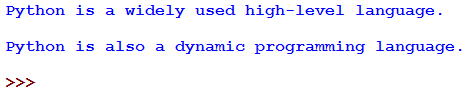 Python is a widely used high-level language.
Python is also a dynamic programming language.
>>>